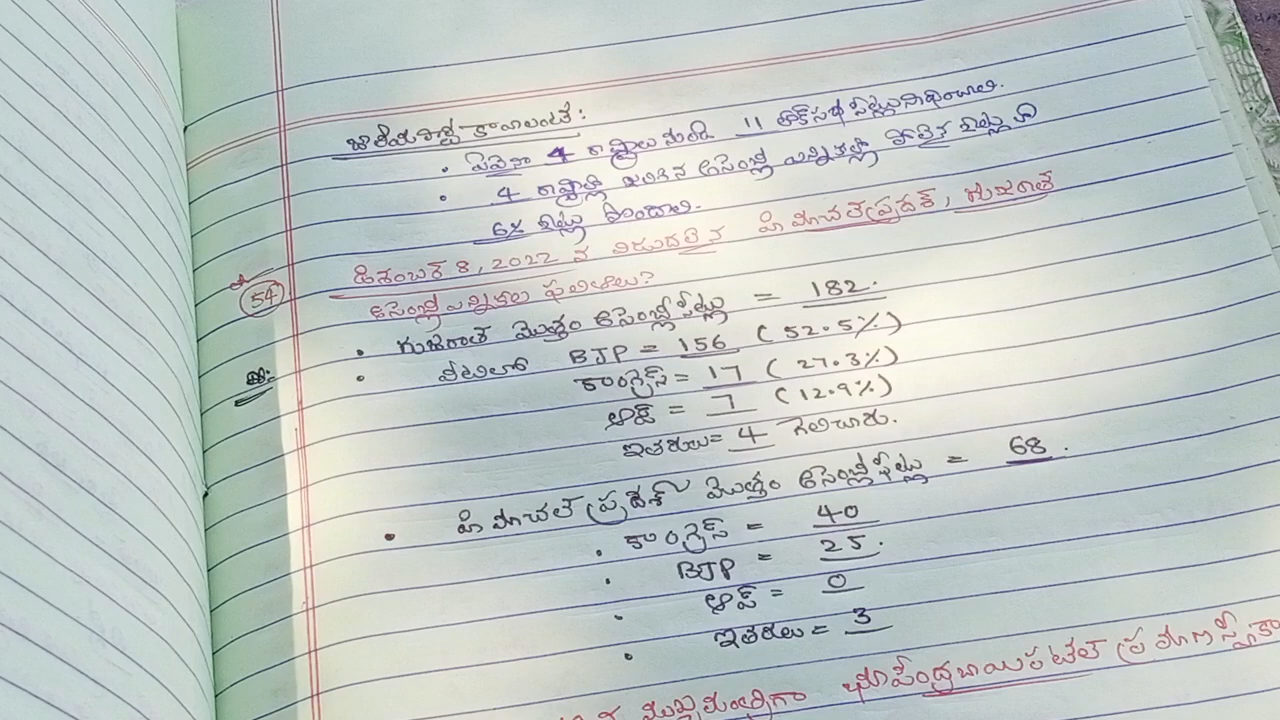 జాతీయపార్టీ కావాలంటే:
• ఏవైనా 4 రాష్ట్రాలు నుంచి 11 లోక్‌సభ సీట్లు సాధించాలి.
• 4 రాష్ట్రాల్లో జరిగిన అసెంబ్లీ ఎన్నికల్లో పోలైన ఓట్లు లో
6% ఓట్లు పొందాలి.
54 డిశంబర్ 8, 2022 న విడుదలైన హిమాచల్‌ప్రదేశ్, గుజరాత్
అసెంబ్లీ ఎన్నికల ఫలితాలు?
జ: • గుజరాత్ మొత్తం అసెంబ్లీ సీట్లు = 182.
• వీటిలో BJP = 156 (52.5%)
కాంగ్రెస్ = 17 (27.3%)
ఆప్ = 7 (12.9%)
ఇతరులు = 4 గెలిచారు.
• హిమాచల్ ప్రదేశ్ మొత్తం అసెంబ్లీ సీట్లు = 68.
• కాంగ్రెస్ = 40
• BJP = 25.
• ఆప్ = 0
• ఇతరులు = 3
ముఖ్యమంత్రిగా భూపేంద్రభాయ్ పటేల్ ప్రమాణస్వీకా